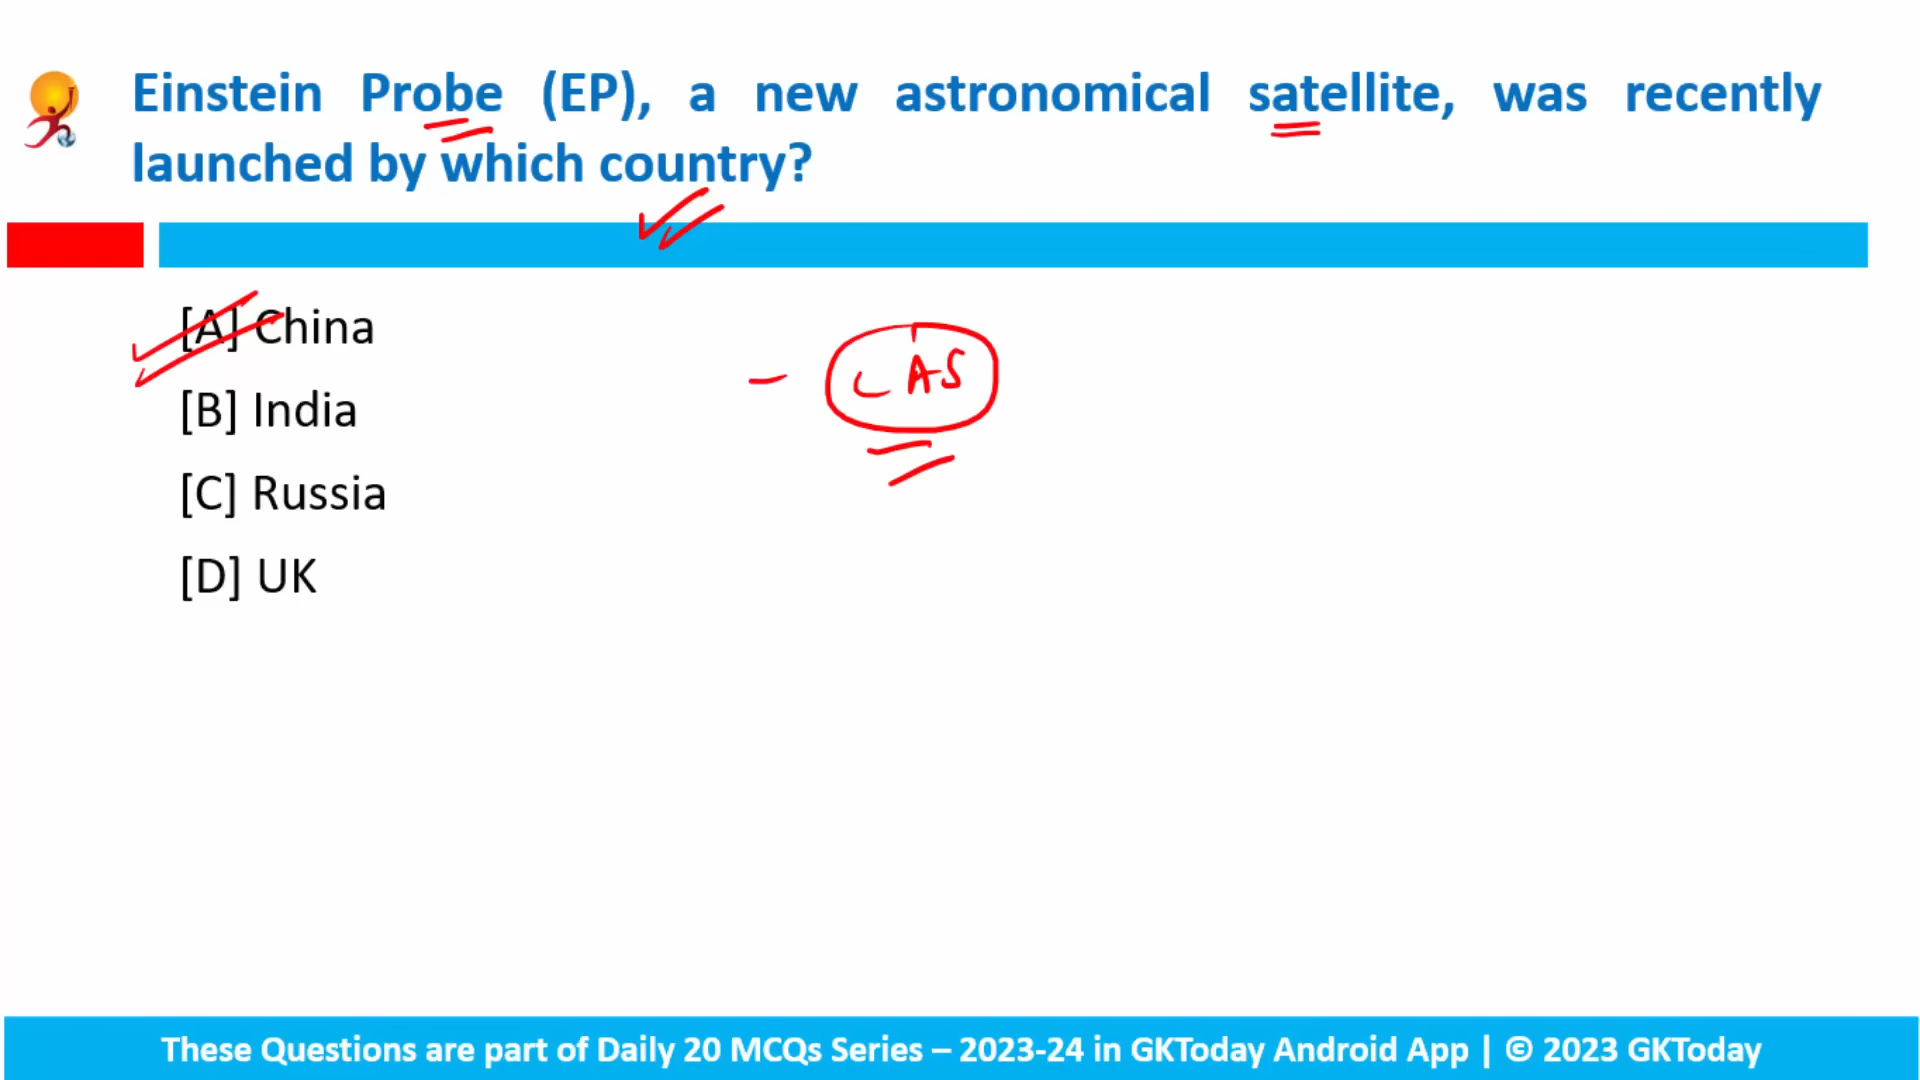 Einstein Probe (EP), a new astronomical satellite, was recently
launched by which country?
[A] China
CAS
[B] India
[C] Russia
[D] UK
These Questions are part of Daily 20 MCQs Series – 2023-24 in GKToday Android App | © 2023 GKToday